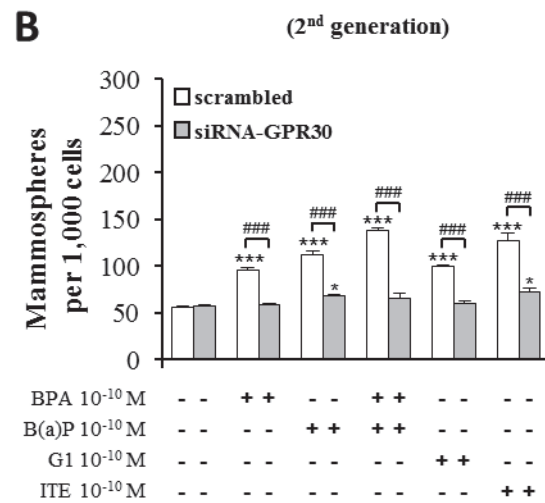 B
(2nd generation)
Mammospheres
per 1,000 cells
300
250
200
150
100
50
0
scrambled
siRNA-GPR30
*** ###
*** ### *
*** ###
*** ###
*** ### *
BPA 10-10 M - - + + - - + + - - - -
B(a)P 10-10 M - - - - + + + + - - - -
G1 10-10 M - - - - - - - - + + - -
ITE 10-10 M - - - - - - - - - - + +